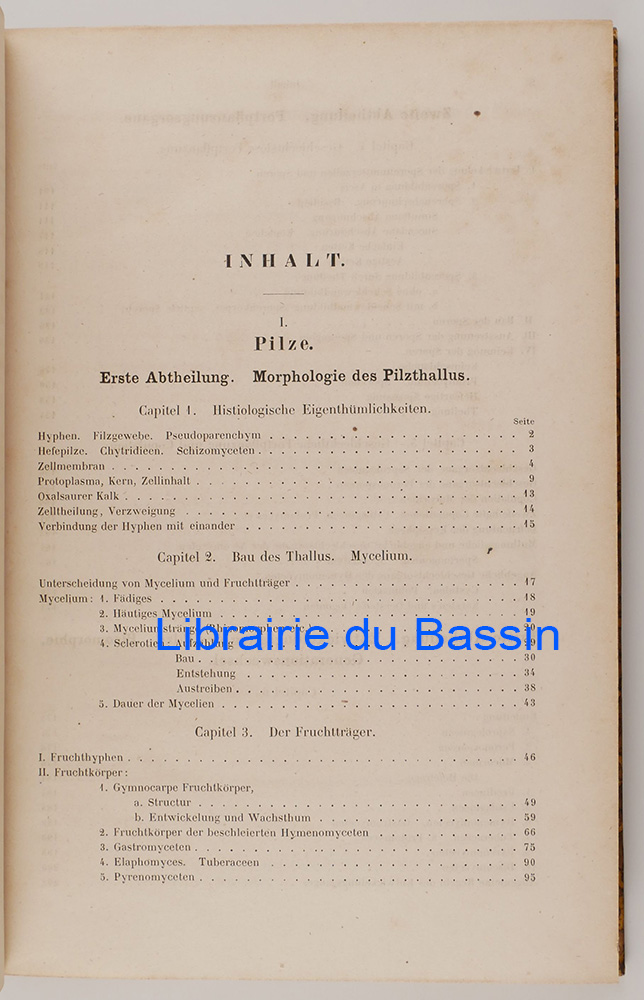 INHALT.
I.
Pilze.
Erste Abtheilung. Morphologie des Pilzthallus.
Capitel 1. Histiologische Eigenthümlichkeiten.
Seite
Hyphen. Filzgewebe. Pseudoparenchym . . . . 2
Hefepilze. Chytridieen. Schizomyceten . . . . 3
Zellmembran . . . . 4
Protoplasma, Kern, Zellinhalt . . . . 9
Oxalsaurer Kalk . . . . 13
Zelltheilung, Verzweigung . . . . 14
Verbindung der Hyphen mit einander . . . . 15
Capitel 2. Bau des Thallus. Mycelium.
Unterscheidung von Mycelium und Fruchtträger . . . . 17
Mycelium: 1. Fädiges . . . . 18
2. Häutiges Mycelium . . . . 19
3. Myceliumstränge
4. Sclerotien: Aufzählung
Librairie du Bassin
Bau . . . . 30
Entstehung . . . . 34
Austreiben . . . . 38
5. Dauer der Mycelien . . . . 43
Capitel 3. Der Fruchtträger.
I. Fruchthyphen . . . . 46
II. Fruchtkörper:
1. Gymnocarpe Fruchtkörper,
a. Structur . . . . 49
b. Entwickelung und Wachsthum . . . . 59
2. Fruchtkörper der beschleierten Hymenomyceten . . . . 66
3. Gastromyceten . . . . 75
4. Elaphomyces. Tuberaceen . . . . 90
5. Pyrenomyceten . . . . 95